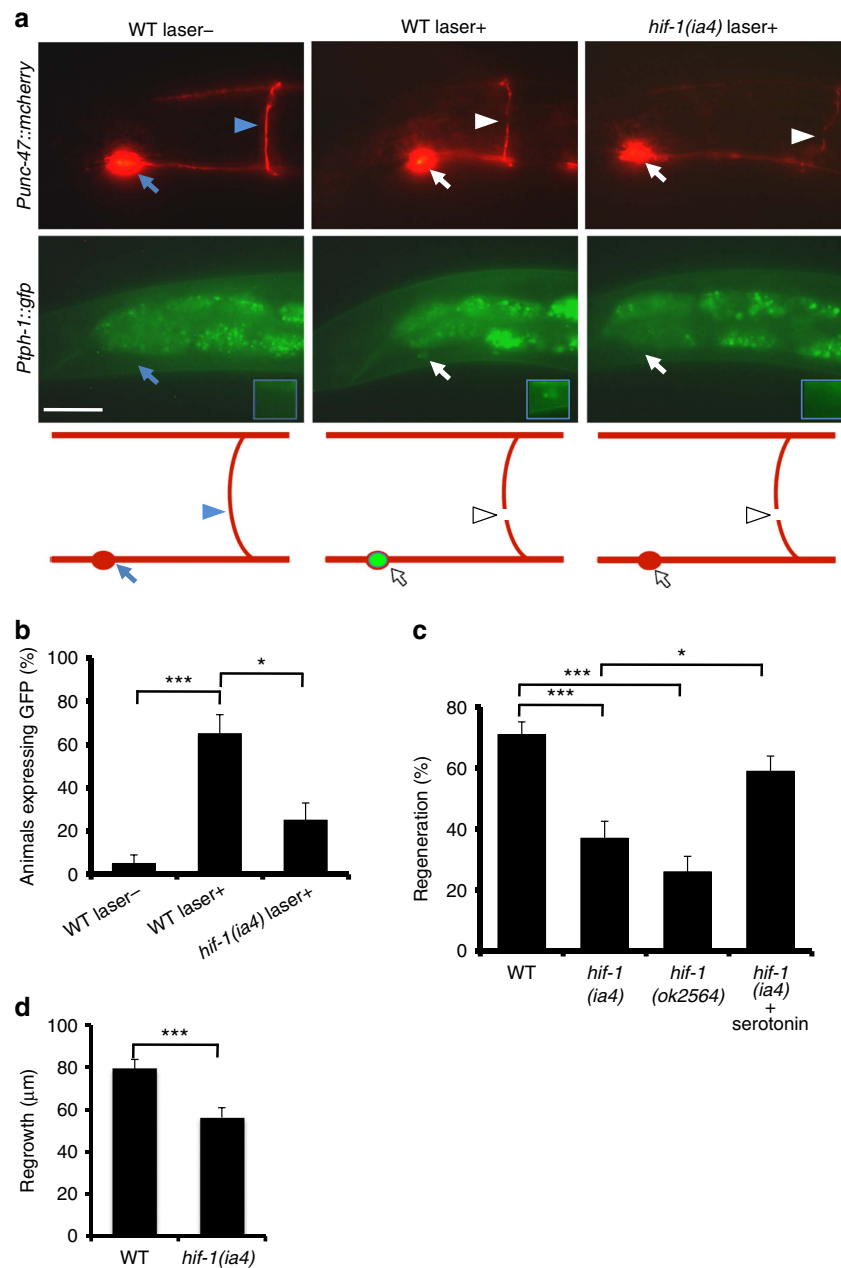 a
WT laser–
WT laser+
hif-1(ia4) laser+
Punc-47::mcherry
Ptph-1::gfp
b
Animals expressing GFP (%)
100
80
60
40
20
0
***
*
WT laser–
WT laser+
hif-1(ia4) laser+
c
Regeneration (%)
80
60
40
20
0
***
***
*
WT
hif-1
(ia4)
hif-1
(ok2564)
hif-1
(ia4)
+
serotonin
d
Regrowth (μm)
100
80
60
40
20
0
***
WT
hif-1(ia4)